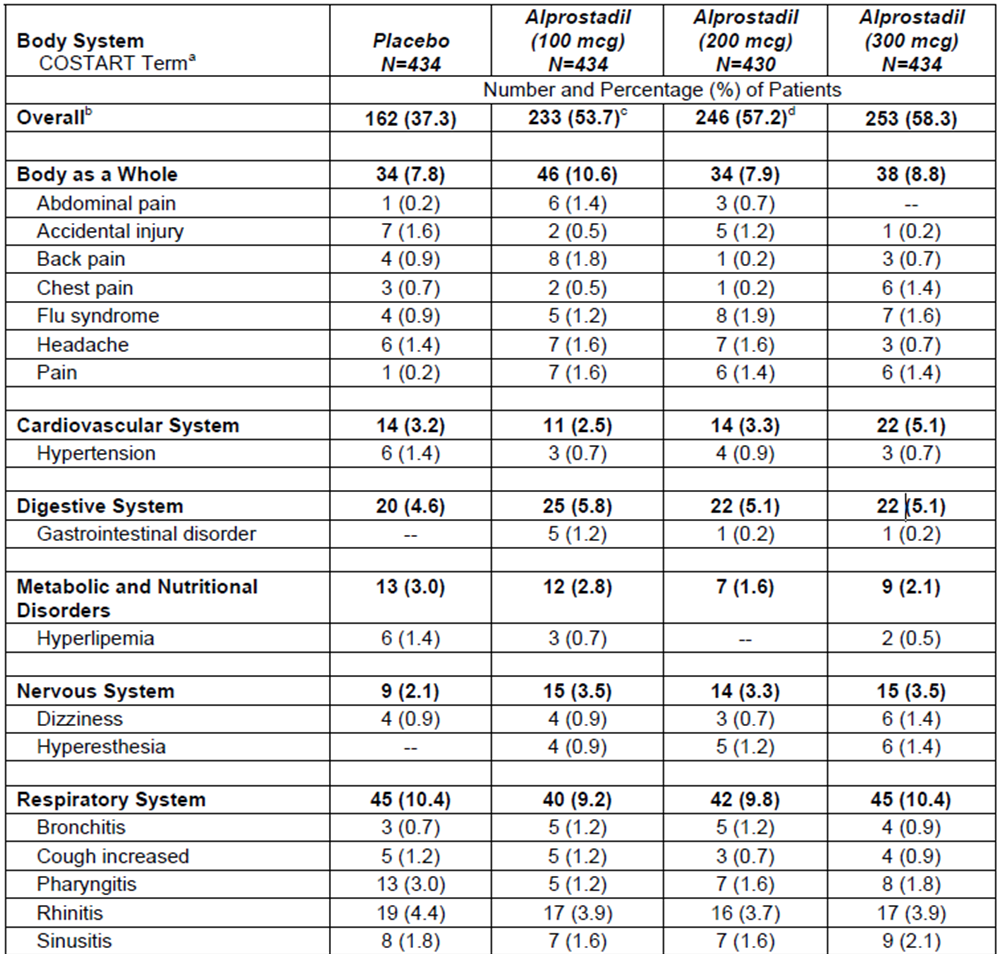 Body System
COSTART Termᵃ
Placebo
N=434
Alprostadil
(100 mcg)
N=434
Alprostadil
(200 mcg)
N=430
Alprostadil
(300 mcg)
N=434
Number and Percentage (%) of Patients
Overallᵇ 162 (37.3) 233 (53.7)ᶜ 246 (57.2)ᵈ 253 (58.3)
Body as a Whole 34 (7.8) 46 (10.6) 34 (7.9) 38 (8.8)
Abdominal pain 1 (0.2) 6 (1.4) 3 (0.7) --
Accidental injury 7 (1.6) 2 (0.5) 5 (1.2) 1 (0.2)
Back pain 4 (0.9) 8 (1.8) 1 (0.2) 3 (0.7)
Chest pain 3 (0.7) 2 (0.5) 1 (0.2) 6 (1.4)
Flu syndrome 4 (0.9) 5 (1.2) 8 (1.9) 7 (1.6)
Headache 6 (1.4) 7 (1.6) 7 (1.6) 3 (0.7)
Pain 1 (0.2) 7 (1.6) 6 (1.4) 6 (1.4)
Cardiovascular System 14 (3.2) 11 (2.5) 14 (3.3) 22 (5.1)
Hypertension 6 (1.4) 3 (0.7) 4 (0.9) 3 (0.7)
Digestive System 20 (4.6) 25 (5.8) 22 (5.1) 22 (5.1)
Gastrointestinal disorder -- 5 (1.2) 1 (0.2) 1 (0.2)
Metabolic and Nutritional 13 (3.0) 12 (2.8) 7 (1.6) 9 (2.1)
Disorders
Hyperlipemia 6 (1.4) 3 (0.7) -- 2 (0.5)
Nervous System 9 (2.1) 15 (3.5) 14 (3.3) 15 (3.5)
Dizziness 4 (0.9) 4 (0.9) 3 (0.7) 6 (1.4)
Hyperesthesia -- 4 (0.9) 5 (1.2) 6 (1.4)
Respiratory System 45 (10.4) 40 (9.2) 42 (9.8) 45 (10.4)
Bronchitis 3 (0.7) 5 (1.2) 5 (1.2) 4 (0.9)
Cough increased 5 (1.2) 5 (1.2) 3 (0.7) 4 (0.9)
Pharyngitis 13 (3.0) 5 (1.2) 7 (1.6) 8 (1.8)
Rhinitis 19 (4.4) 17 (3.9) 16 (3.7) 17 (3.9)
Sinusitis 8 (1.8) 7 (1.6) 7 (1.6) 9 (2.1)